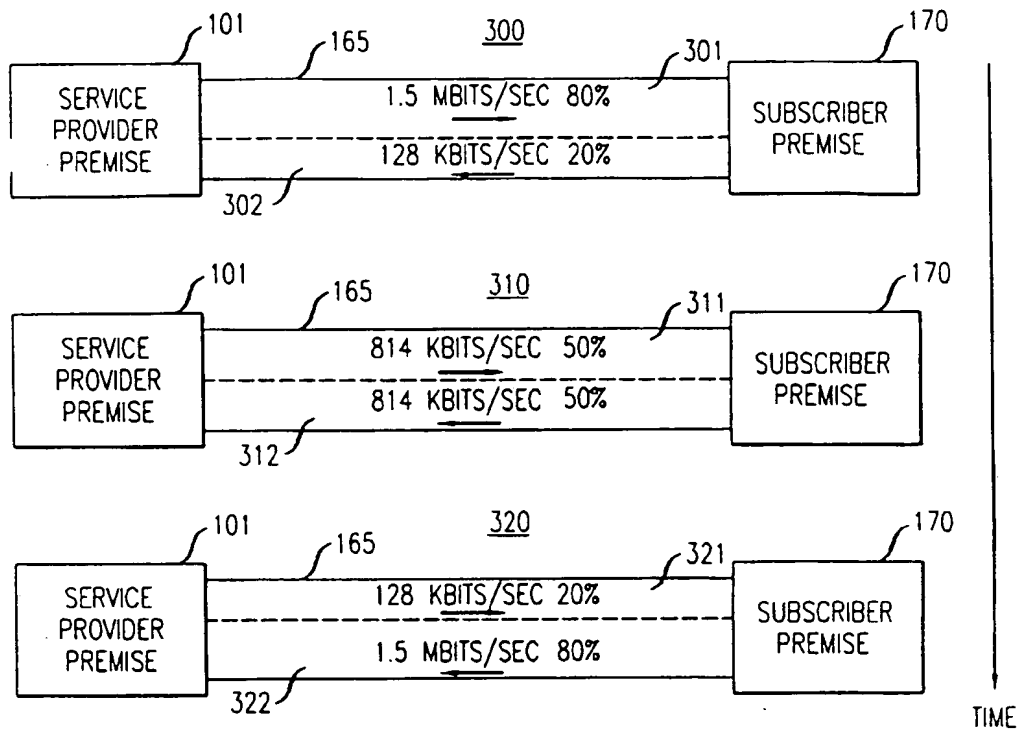 101
165
300
301
170
SERVICE
PROVIDER
PREMISE
1.5 MBITS/SEC 80%
128 KBITS/SEC 20%
SUBSCRIBER
PREMISE
302
101
165
310
311
170
SERVICE
PROVIDER
PREMISE
814 KBITS/SEC 50%
814 KBITS/SEC 50%
SUBSCRIBER
PREMISE
312
101
165
320
321
170
SERVICE
PROVIDER
PREMISE
128 KBITS/SEC 20%
1.5 MBITS/SEC 80%
SUBSCRIBER
PREMISE
322
TIME